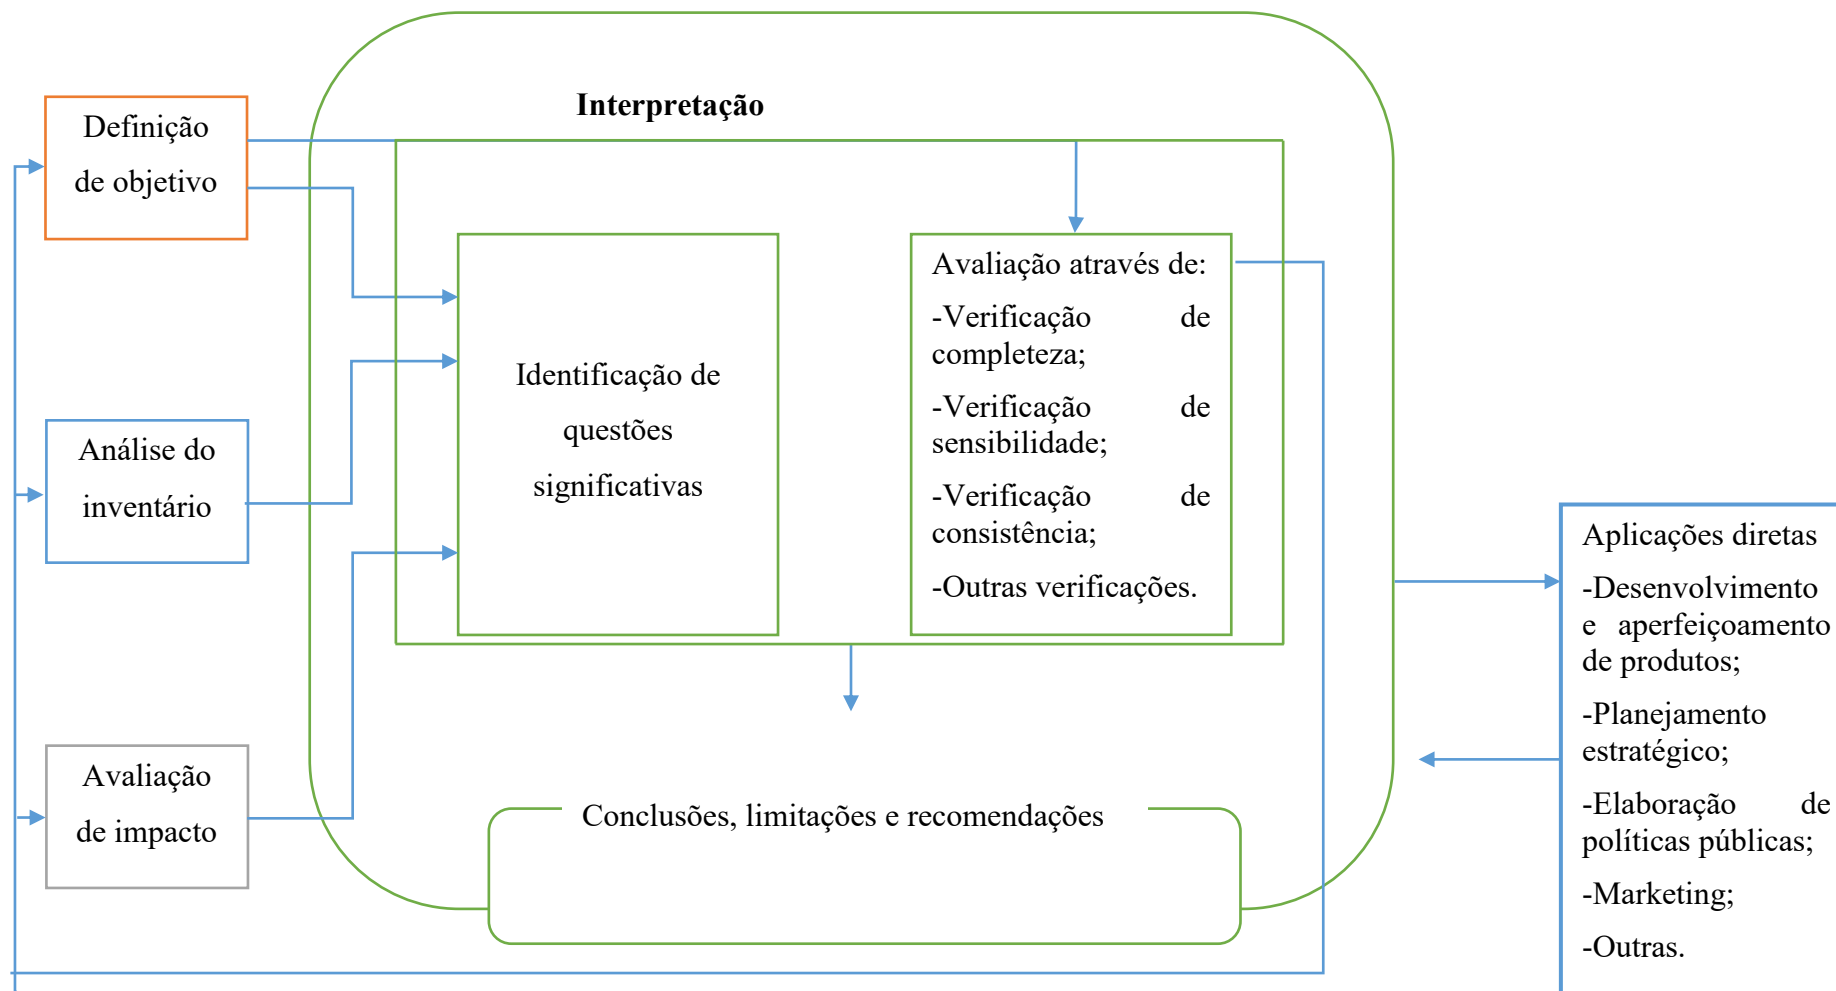 Interpretação
Definição
de objetivo
Análise do
inventário
Avaliação
de impacto
Identificação de
questões
significativas
Avaliação através de:
-Verificação de
completeza;
-Verificação de
sensibilidade;
-Verificação de
consistência;
-Outras verificações.
Conclusões, limitações e recomendações
Aplicações diretas
-Desenvolvimento
e aperfeiçoamento
de produtos;
-Planejamento
estratégico;
-Elaboração de
políticas públicas;
-Marketing;
-Outras.